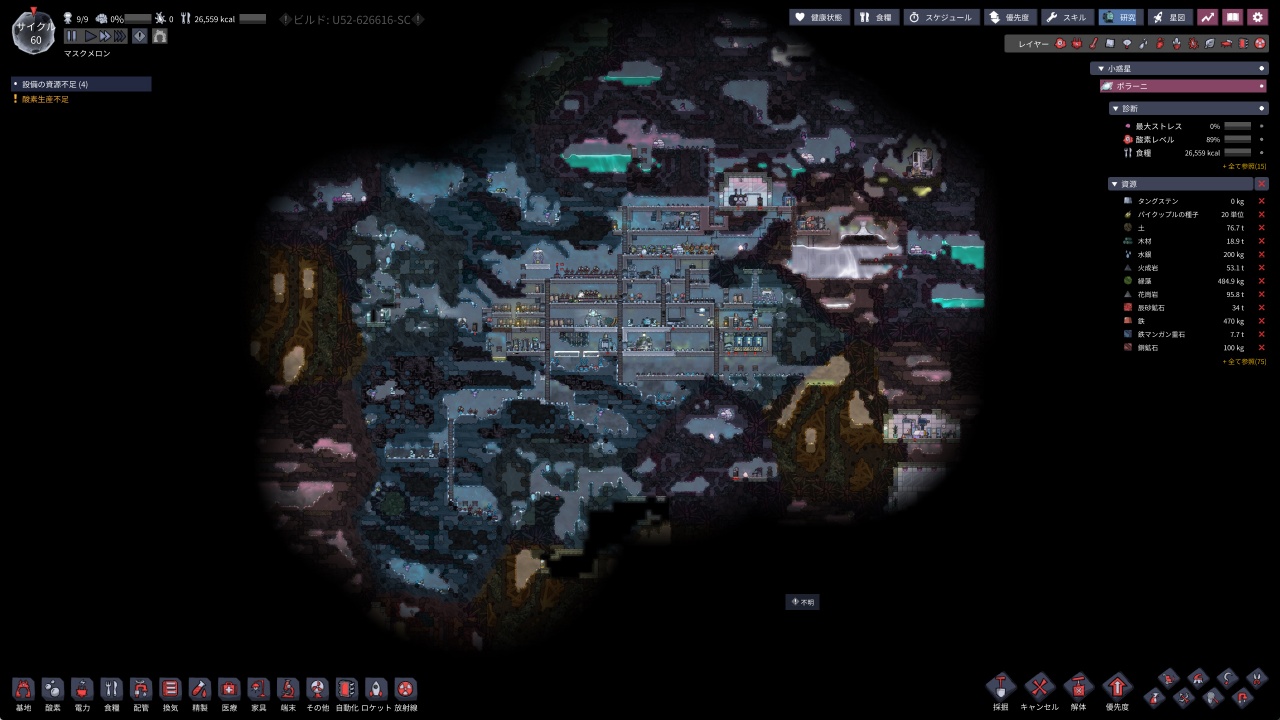 サイクル
60
9/9
0%
0
26,559 kcal
ビルド: U52-626616-SC
マスクメロン
設備の資源不足 (4)
酸素生産不足
健康状態
食糧
スケジュール
優先度
スキル
研究
星図
レイヤー
小惑星
ポラーニ
診断
最大ストレス 0%
酸素レベル 89%
食糧 26,559 kcal
+ 全て参照(15)
資源
タングステン 0 kg
パイクップルの種子 20 単位
土 76.7 t
木材 18.9 t
水銀 200 kg
火成岩 53.1 t
緑藻 484.9 kg
花崗岩 95.8 t
辰砂鉱石 34 t
鉄 470 kg
鉄マンガン重石 7.7 t
銅鉱石 100 kg
+ 全て参照(75)
不明
基地
酸素
電力
食糧
配管
換気
精製
医療
家具
端末
その他
自動化
ロケット
放射線
採掘
キャンセル
解体
優先度